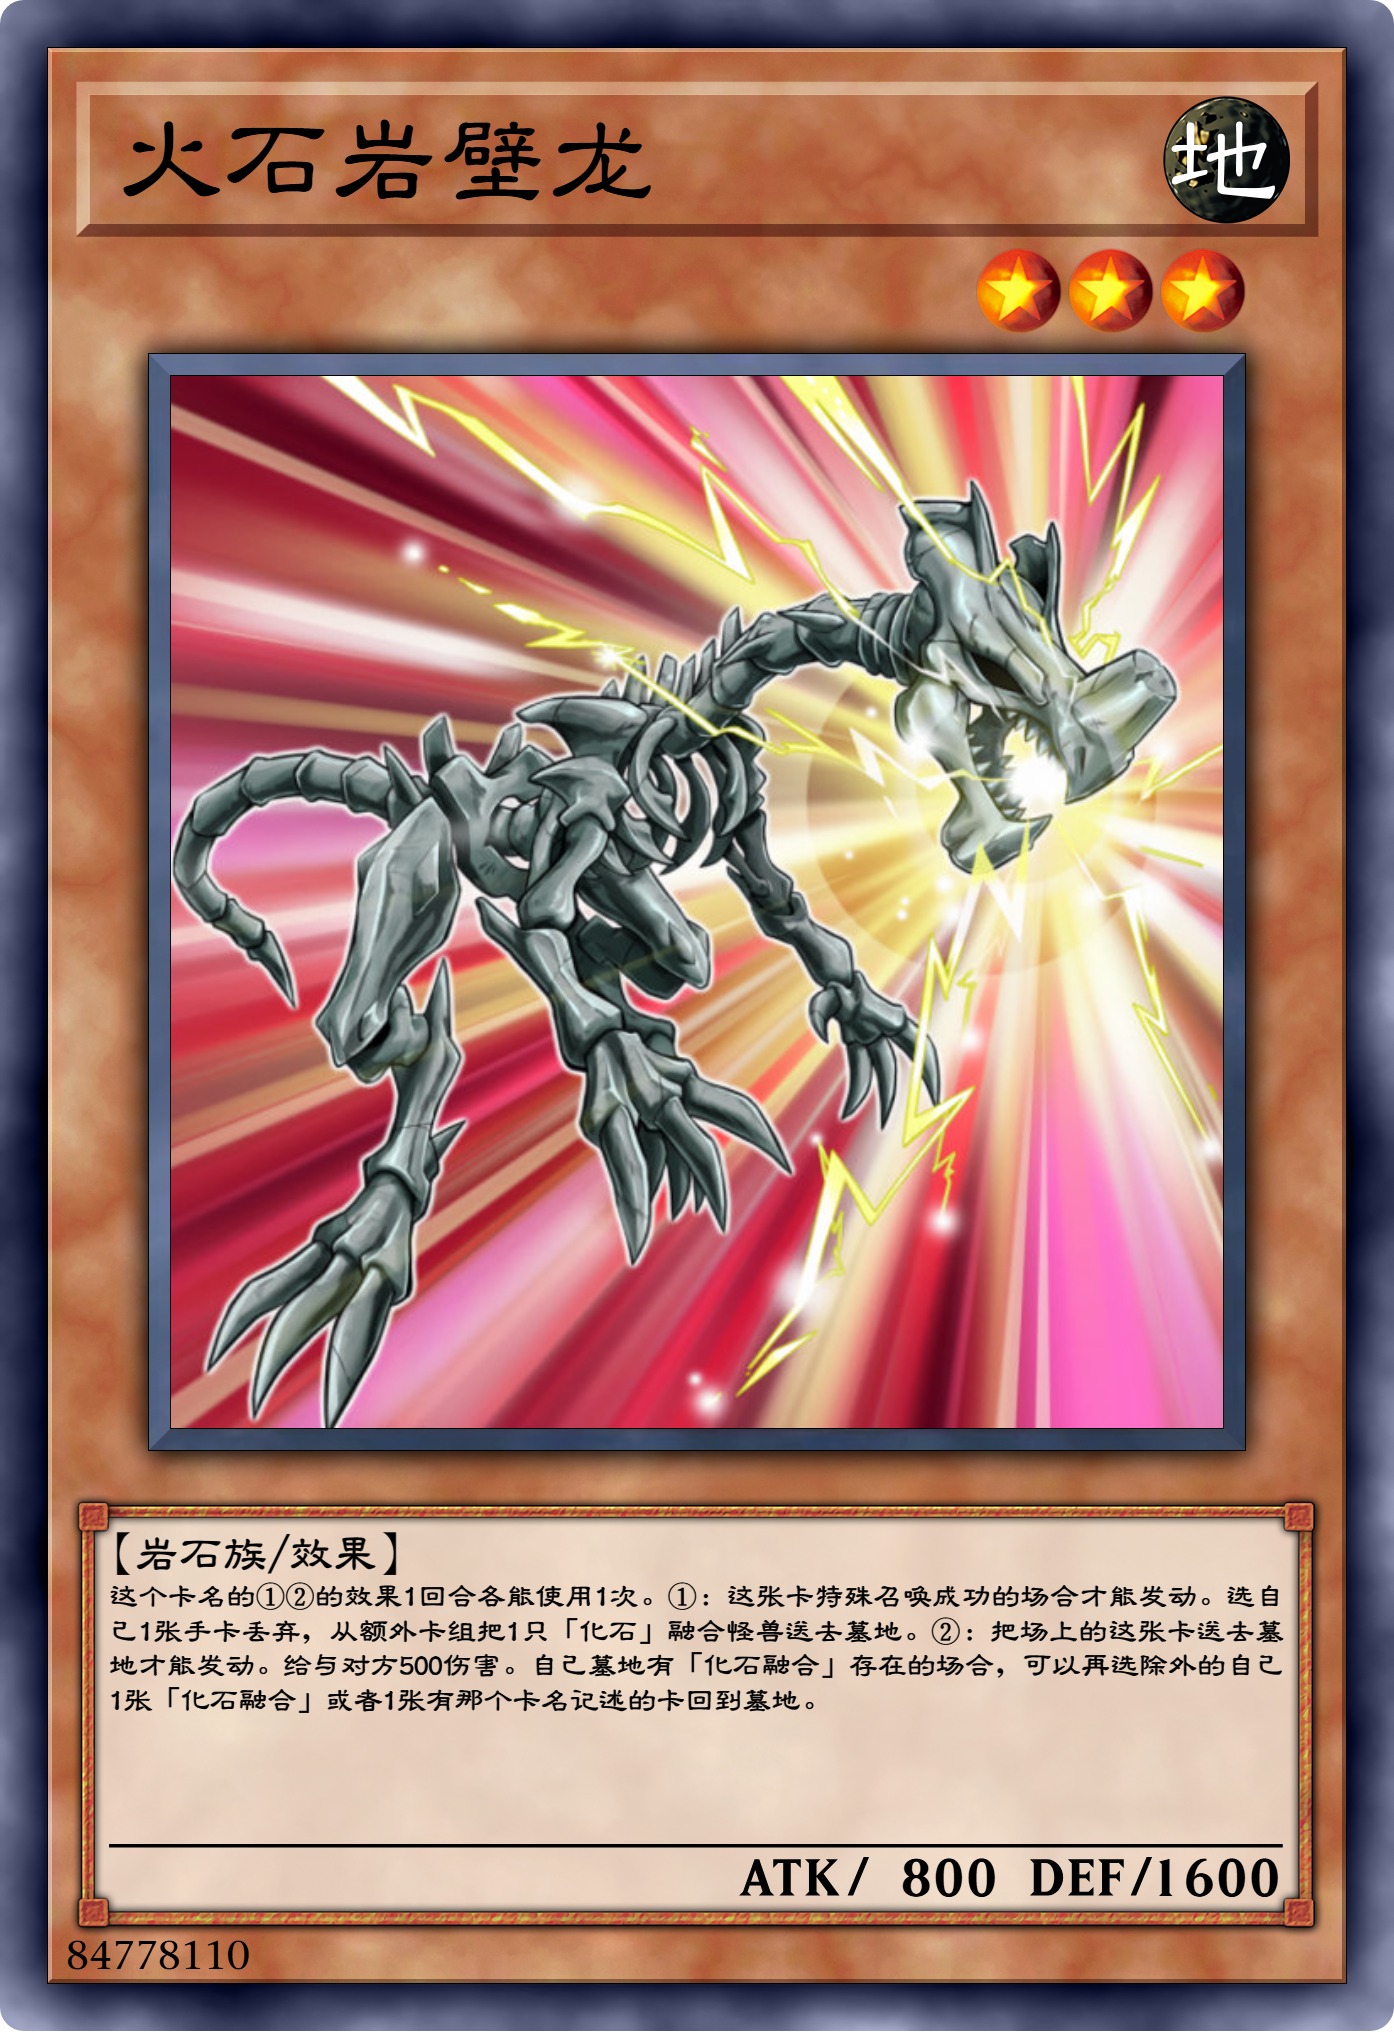 火石岩壁龙
地
【岩石族/效果】
这个卡名的①②的效果1回合各能使用1次。①：这张卡特殊召唤成功的场合才能发动。选自
己1张手卡丢弃，从额外卡组把1只「化石」融合怪兽送去墓地。②：把场上的这张卡送去墓
地才能发动。给与对方500伤害。自己墓地有「化石融合」存在的场合，可以再选除外的自己
1张「化石融合」或者1张有那个卡名记述的卡回到墓地。
ATK/ 800 DEF/1600
84778110